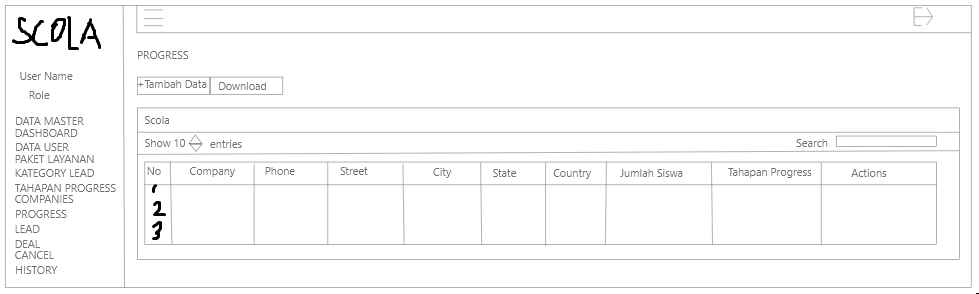 SCOLA
User Name
Role
DATA MASTER
DASHBOARD
DATA USER
PAKET LAYANAN
KATEGORY LEAD
TAHAPAN PROGRESS
COMPANIES
PROGRESS
LEAD
DEAL
CANCEL
HISTORY
PROGRESS
+Tambah Data Download
Scola
Show 10 entries Search
No Company Phone Street City State Country Jumlah Siswa Tahapan Progress Actions
1
2
3